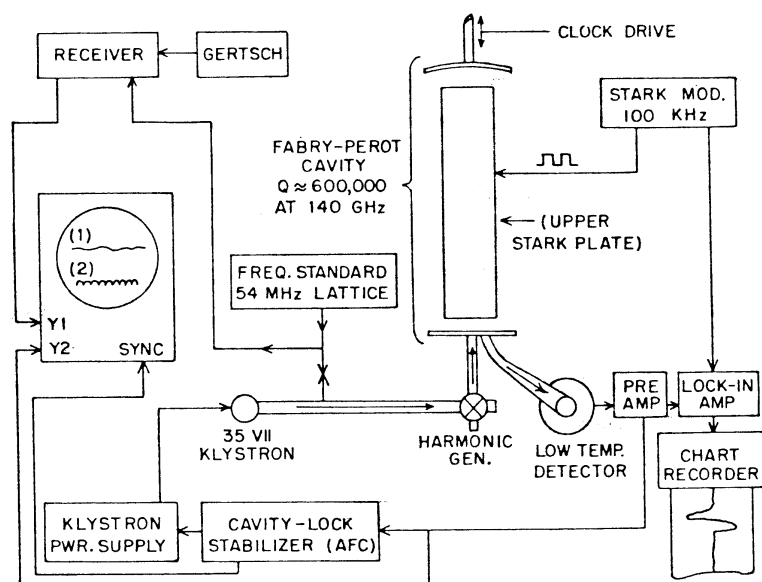 CLOCK DRIVE
RECEIVER
GERTSCH
STARK MOD.
100 KHz
FABRY-PEROT
CAVITY
Q ≈ 600,000
AT 140 GHz
(UPPER
STARK PLATE)
(1)
(2)
Y1
Y2
SYNC
FREQ. STANDARD
54 MHz LATTICE
35 V11
KLYSTRON
HARMONIC
GEN.
LOW TEMP.
DETECTOR
PRE
AMP
LOCK-IN
AMP
CHART
RECORDER
KLYSTRON
PWR. SUPPLY
CAVITY-LOCK
STABILIZER (AFC)